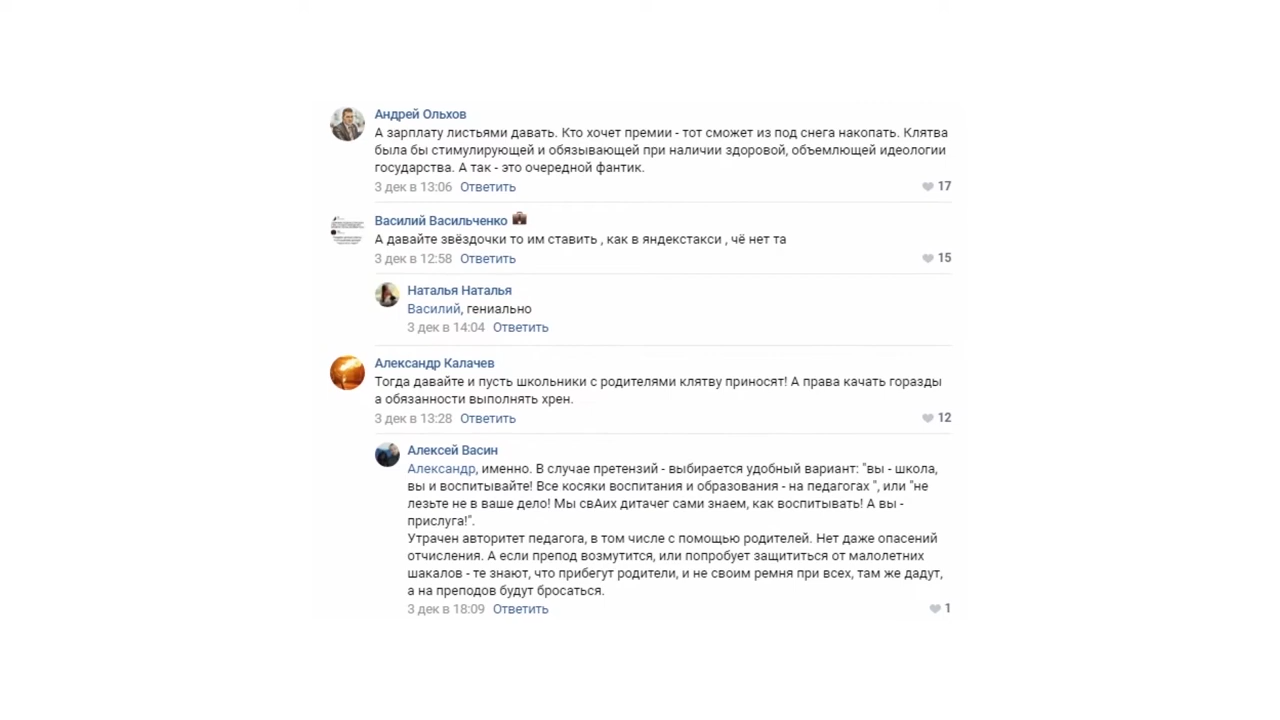 Андрей Ольхов
А зарплату листьями давать. Кто хочет премии - тот сможет из под снега накопать. Клятва
была бы стимулирующей и обязывающей при наличии здоровой, объемлющей идеологии
государства. А так - это очередной фантик.
3 дек в 13:06 Ответить 17
Василий Васильченко
А давайте звёздочки то им ставить , как в яндекстакси , чё нет та
3 дек в 12:58 Ответить 15
Наталья Наталья
Василий, гениально
3 дек в 14:04 Ответить
Александр Калачев
Тогда давайте и пусть школьники с родителями клятву приносят! А права качать горазды
а обязанности выполнять хрен.
3 дек в 13:28 Ответить 12
Алексей Васин
Александр, именно. В случае претензий - выбирается удобный вариант: "вы - школа,
вы и воспитывайте! Все косяки воспитания и образования - на педагогах ", или "не
лезьте не в ваше дело! Мы свАих дитачег сами знаем, как воспитывать! А вы -
прислуга!".
Утрачен авторитет педагога, в том числе с помощью родителей. Нет даже опасений
отчисления. А если препод возмутится, или попробует защититься от малолетних
шакалов - те знают, что прибегут родители, и не своим ремня при всех, там же дадут,
а на преподов будут бросаться.
3 дек в 18:09 Ответить 1